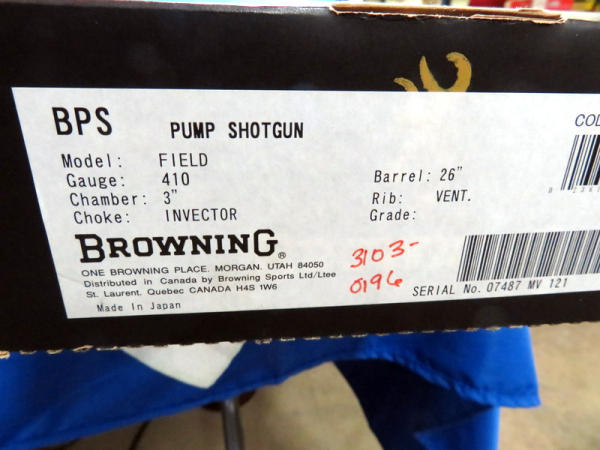 BPS PUMP SHOTGUN
COL
Model: FIELD
Gauge: 410
Chamber: 3"
Choke: INVECTOR
Barrel: 26"
Rib: VENT.
Grade:
BROWNING®
ONE BROWNING PLACE. MORGAN. UTAH 84050
Distributed in Canada by Browning Sports Ltd/Ltee
St. Laurent. Quebec CANADA H4S 1W6
Made In Japan
3103-
0196
SERIAL No. 07487 MV 121